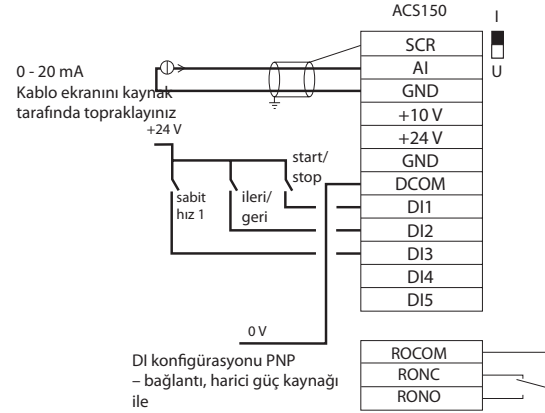 ACS150
I
SCR
AI
U
GND
+10 V
+24 V
GND
DCOM
DI1
DI2
DI3
DI4
DI5
0 - 20 mA
Kablo ekranını kaynak
tarafında topraklayınız
+24 V
start/
stop
sabit
hız 1
ileri/
geri
0 V
DI konfigürasyonu PNP
– bağlantı, harici güç kaynağı
ile
ROCOM
RONC
RONO